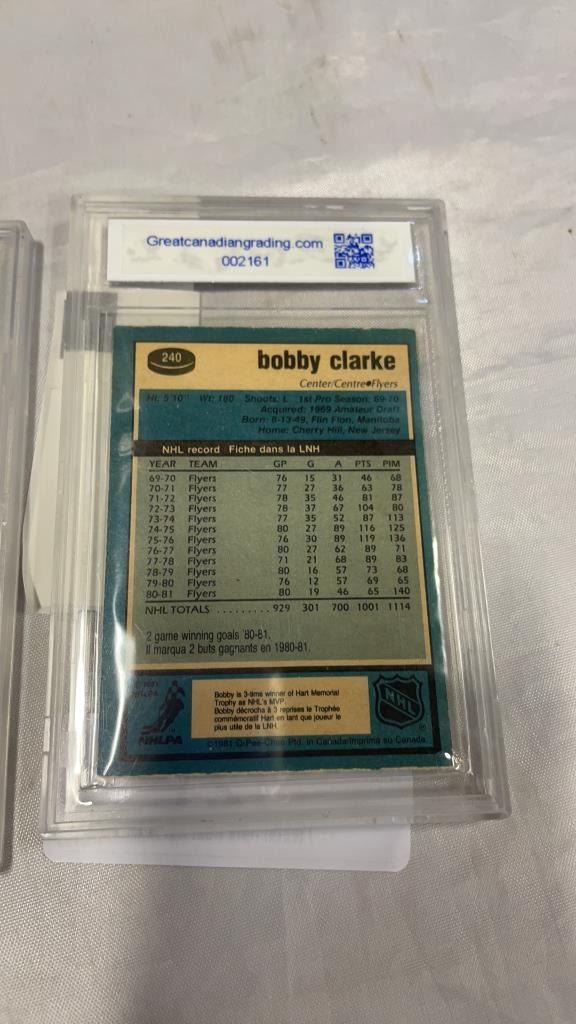 Greatcanadiangrading.com
002161
240
bobby clarke
Center/Centre•Flyers
Ht: 5'10" Wt: 180 Shoots: L 1st Pro Season: 69-70
Acquired: 1969 Amateur Draft
Born: 8-13-49, Flin Flon, Manitoba
Home: Cherry Hill, New Jersey
NHL record Fiche dans la LNH
YEAR TEAM GP G A PTS PIM
69-70 Flyers 76 15 31 46 68
70-71 Flyers 77 27 36 63 78
71-72 Flyers 78 35 46 81 87
72-73 Flyers 78 37 67 104 80
73-74 Flyers 77 35 52 87 113
74-75 Flyers 80 27 89 116 125
75-76 Flyers 76 30 89 119 136
76-77 Flyers 80 27 62 89 71
77-78 Flyers 71 21 68 89 83
78-79 Flyers 80 16 57 73 68
79-80 Flyers 76 12 57 69 65
80-81 Flyers 80 19 46 65 140
NHL TOTALS ......... 929 301 700 1001 1114
2 game winning goals '80-81.
Il marqua 2 buts gagnants en 1980-81.
Bobby is 3-time winner of Hart Memorial
Trophy as NHL's MVP.
Bobby décrocha à 3 reprises le Trophée
commémoratif Hart en tant que joueur le
plus utile de la LNH.
NHL
NHLPA
©1981 O-Pee-Chee Ptd. in Canada/Imprimé au Canada